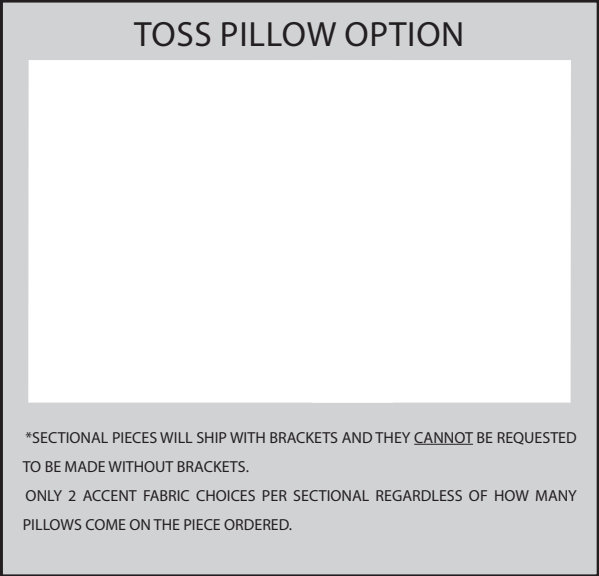 TOSS PILLOW OPTION
*SECTIONAL PIECES WILL SHIP WITH BRACKETS AND THEY CANNOT BE REQUESTED
TO BE MADE WITHOUT BRACKETS.
ONLY 2 ACCENT FABRIC CHOICES PER SECTIONAL REGARDLESS OF HOW MANY
PILLOWS COME ON THE PIECE ORDERED.